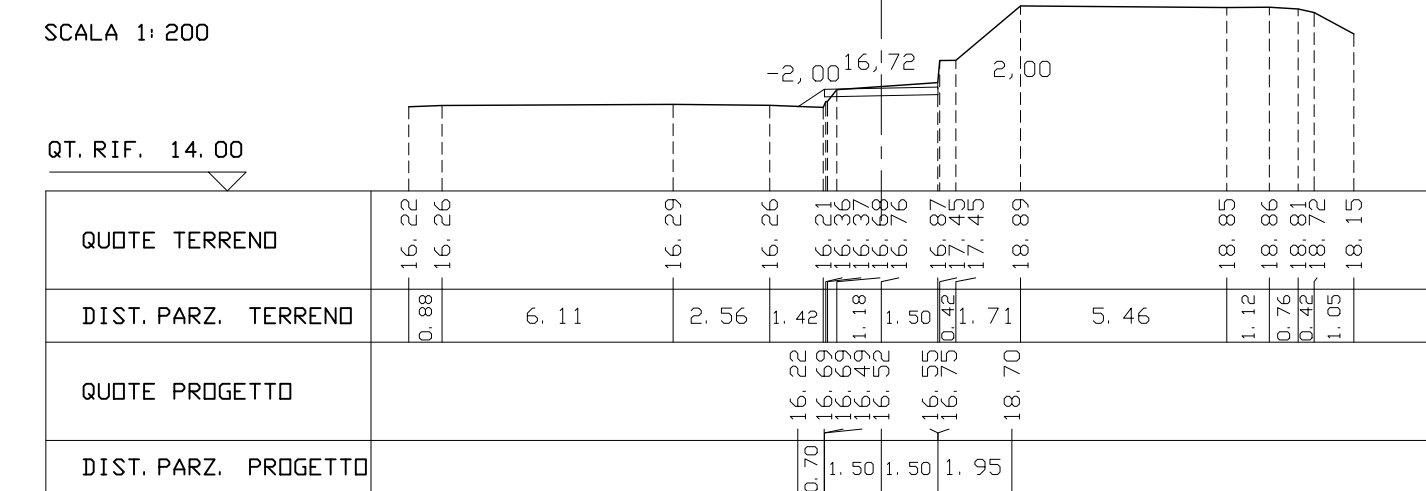 SCALA 1:200
-2,00 16,72 2,00
QT.RIF. 14.00
QUOTE TERRENO 16.22 16.26 16.29 16.26 16.21 16.36 16.37 16.68 16.76 16.87 17.45 17.45 18.89 18.85 18.86 18.81 18.72 18.15
DIST.PARZ. TERRENO 0.88 6.11 2.56 1.42 1.18 1.50 0.42 1.71 5.46 1.12 0.76 0.42 1.05
QUOTE PROGETTO 16.22 16.69 16.69 16.49 16.52 16.55 16.75 18.70
DIST.PARZ. PROGETTO 0.70 1.50 1.50 1.95